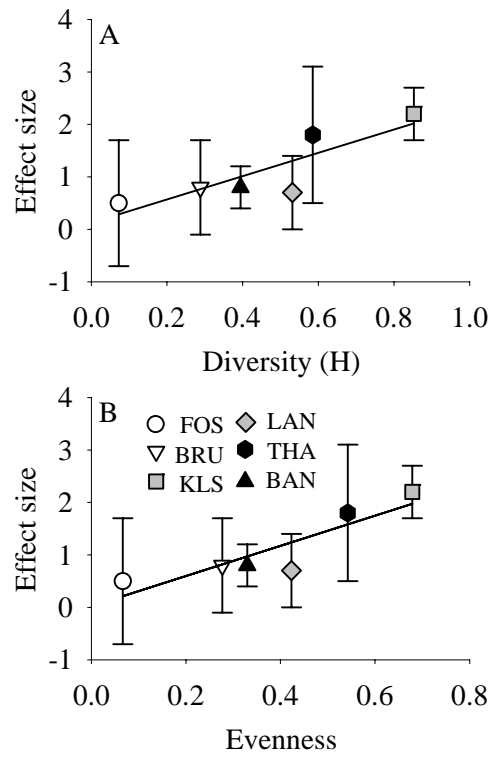 A
4
3
2
1
0
-1
Effect size
0.0 0.2 0.4 0.6 0.8 1.0
Diversity (H)
B
4
3
2
1
0
-1
Effect size
FOS LAN
BRU THA
KLS BAN
0.0 0.2 0.4 0.6 0.8
Evenness